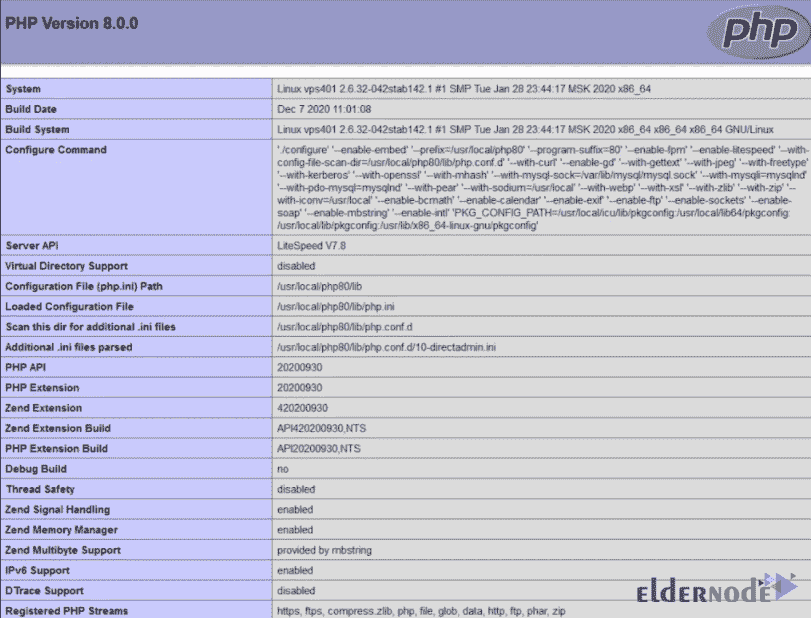 PHP Version 8.0.0
php
System Linux vps401 2.6.32-042stab142.1 #1 SMP Tue Jan 28 23:44:17 MSK 2020 x86_64
Build Date Dec 7 2020 11:01:08
Build System Linux vps401 2.6.32-042stab142.1 #1 SMP Tue Jan 28 23:44:17 MSK 2020 x86_64 x86_64 x86_64 GNU/Linux
Configure Command './configure' '--enable-embed' '--prefix=/usr/local/php80' '--program-suffix=80' '--enable-fpm' '--enable-litespeed' '--with-
config-file-scan-dir=/usr/local/php80/lib/php.conf.d' '--with-curl' '--enable-gd' '--with-gettext' '--with-jpeg' '--with-freetype'
'--with-kerberos' '--with-openssl' '--with-mhash' '--with-mysql-sock=/var/lib/mysql/mysql.sock' '--with-mysqli=mysqlnd'
'--with-pdo-mysql=mysqlnd' '--with-pear' '--with-sodium=/usr/local' '--with-webp' '--with-xsl' '--with-zlib' '--with-zip' '--
with-iconv=/usr/local' '--enable-bcmath' '--enable-calendar' '--enable-exif' '--enable-ftp' '--enable-sockets' '--enable-
soap' '--enable-mbstring' '--enable-intl' 'PKG_CONFIG_PATH=/usr/local/icu/lib/pkgconfig:/usr/local/lib64/pkgconfig:
/usr/local/lib/pkgconfig:/usr/lib/x86_64-linux-gnu/pkgconfig'
Server API LiteSpeed V7.8
Virtual Directory Support disabled
Configuration File (php.ini) Path /usr/local/php80/lib
Loaded Configuration File /usr/local/php80/lib/php.ini
Scan this dir for additional .ini files /usr/local/php80/lib/php.conf.d
Additional .ini files parsed /usr/local/php80/lib/php.conf.d/10-directadmin.ini
PHP API 20200930
PHP Extension 20200930
Zend Extension 420200930
Zend Extension Build API420200930,NTS
PHP Extension Build API20200930,NTS
Debug Build no
Thread Safety disabled
Zend Signal Handling enabled
Zend Memory Manager enabled
Zend Multibyte Support provided by mbstring
IPv6 Support enabled
DTrace Support disabled
Registered PHP Streams https, ftps, compress.zlib, php, file, glob, data, http, ftp, phar, zip
elderNode